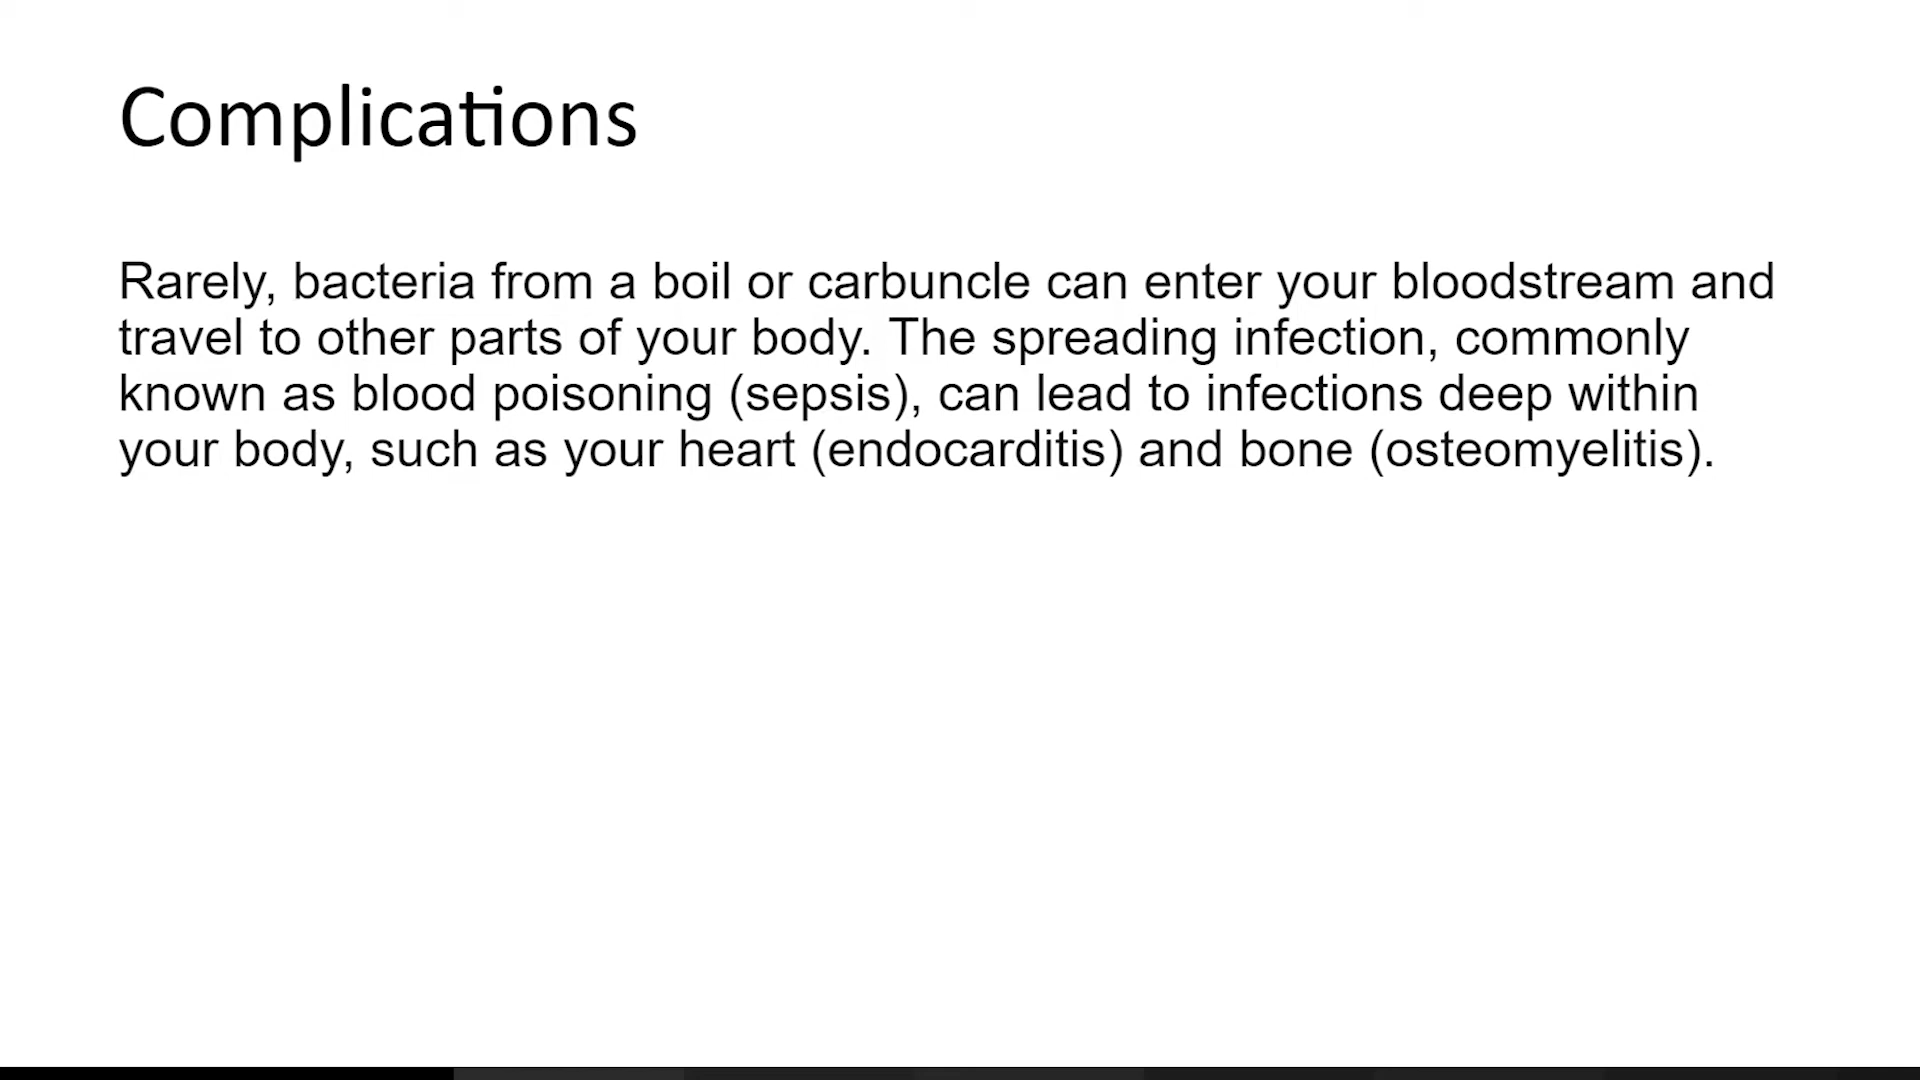 Complications
Rarely, bacteria from a boil or carbuncle can enter your bloodstream and
travel to other parts of your body. The spreading infection, commonly
known as blood poisoning (sepsis), can lead to infections deep within
your body, such as your heart (endocarditis) and bone (osteomyelitis).